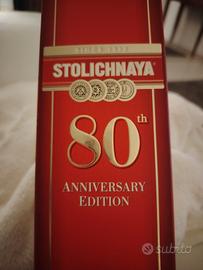 SINCE 1938
STOLICHNAYA®
80th
ANNIVERSARY
EDITION
subito